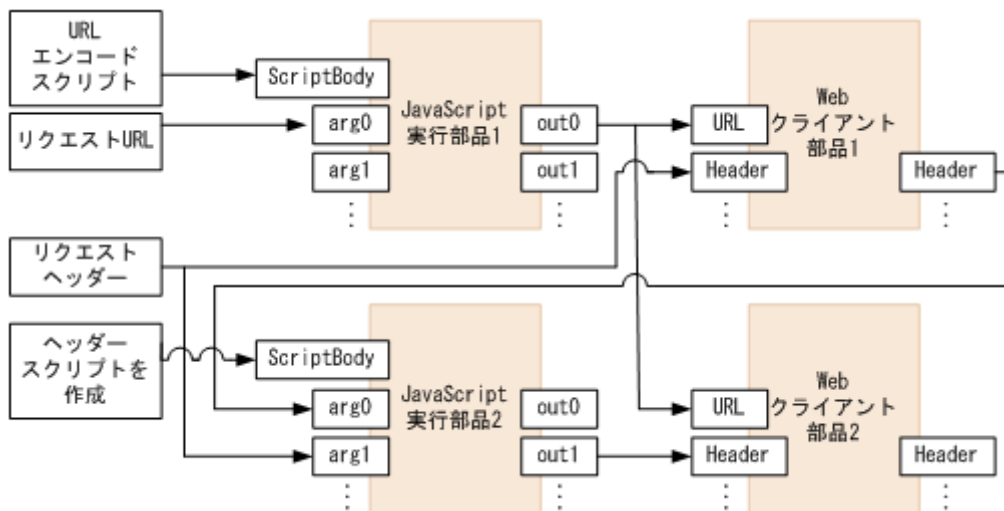 URL
エンコード
スクリプト
リクエストURL
ScriptBody
arg0
arg1
⋮
JavaScript
実行部品1
out0
out1
⋮
URL
Header
⋮
Web
クライアント
部品1
Header
⋮
リクエスト
ヘッダー
ヘッダー
スクリプトを
作成
ScriptBody
arg0
arg1
⋮
JavaScript
実行部品2
out0
out1
⋮
URL
Header
⋮
Web
クライアント
部品2
Header
⋮